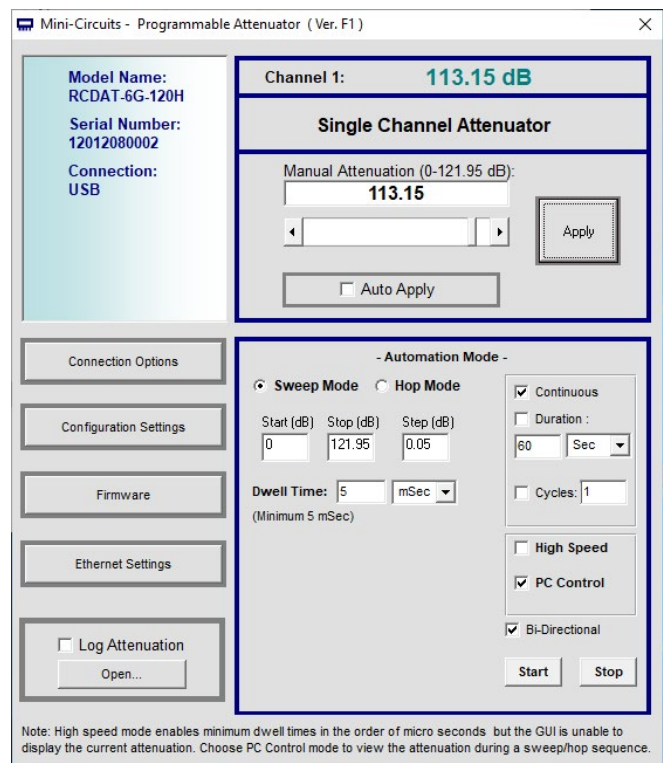 Mini-Circuits - Programmable Attenuator ( Ver. F1 )
Model Name:
RCDAT-6G-120H
Serial Number:
12012080002
Connection:
USB
Channel 1: 113.15 dB
Single Channel Attenuator
Manual Attenuation (0-121.95 dB):
113.15
Apply
Auto Apply
Connection Options
Configuration Settings
Firmware
Ethernet Settings
Log Attenuation
Open...
- Automation Mode -
Sweep Mode Hop Mode
Start (dB) Stop (dB) Step (dB)
0 121.95 0.05
Dwell Time: 5 mSec
(Minimum 5 mSec)
Continuous
Duration :
60 Sec
Cycles: 1
High Speed
PC Control
Bi-Directional
Start Stop
Note: High speed mode enables minimum dwell times in the order of micro seconds but the GUI is unable to
display the current attenuation. Choose PC Control mode to view the attenuation during a sweep/hop sequence.